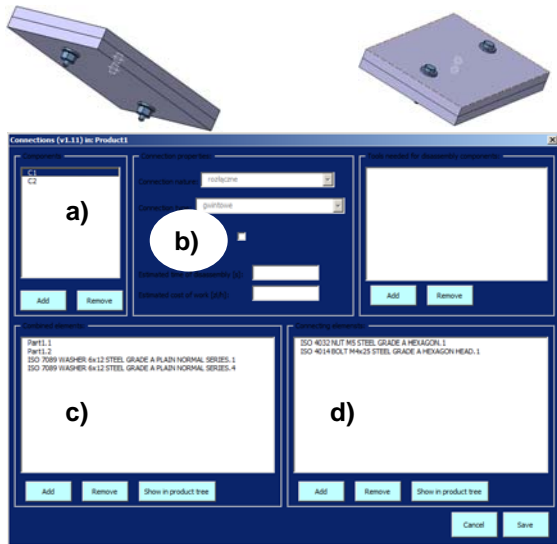 Connections (v1.11) in: Product1
Components:
C1
C2
a)
Add
Remove
Connection properties:
Connection nature:
rozłączne
Connection
gwintowe
b)
Estimated time of disassembly [s]:
Estimated cost of work [zł/h]:
Tools needed for disassembly components:
Add
Remove
Combined elements:
Part1.1
Part1.2
ISO 7089 WASHER 6x12 STEEL GRADE A PLAIN NORMAL SERIES.1
ISO 7089 WASHER 6x12 STEEL GRADE A PLAIN NORMAL SERIES.4
c)
Add
Remove
Show in product tree
Connecting elements:
ISO 4032 NUT M5 STEEL GRADE A HEXAGON.1
ISO 4014 BOLT M4x25 STEEL GRADE A HEXAGON HEAD.1
d)
Add
Remove
Show in product tree
Cancel
Save